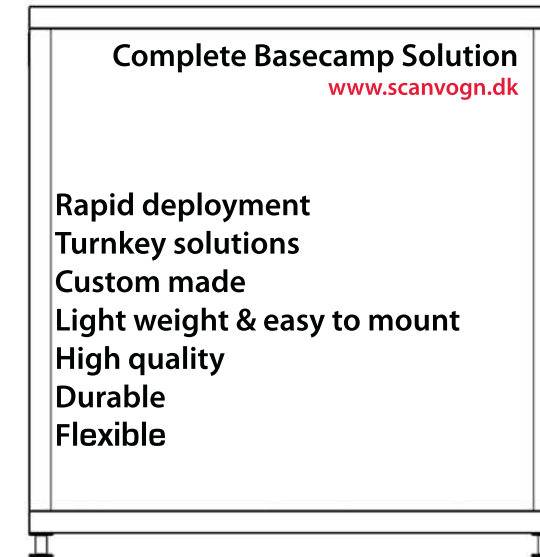 Complete Basecamp Solution
www.scanvogn.dk
Rapid deployment
Turnkey solutions
Custom made
Light weight & easy to mount
High quality
Durable
Flexible